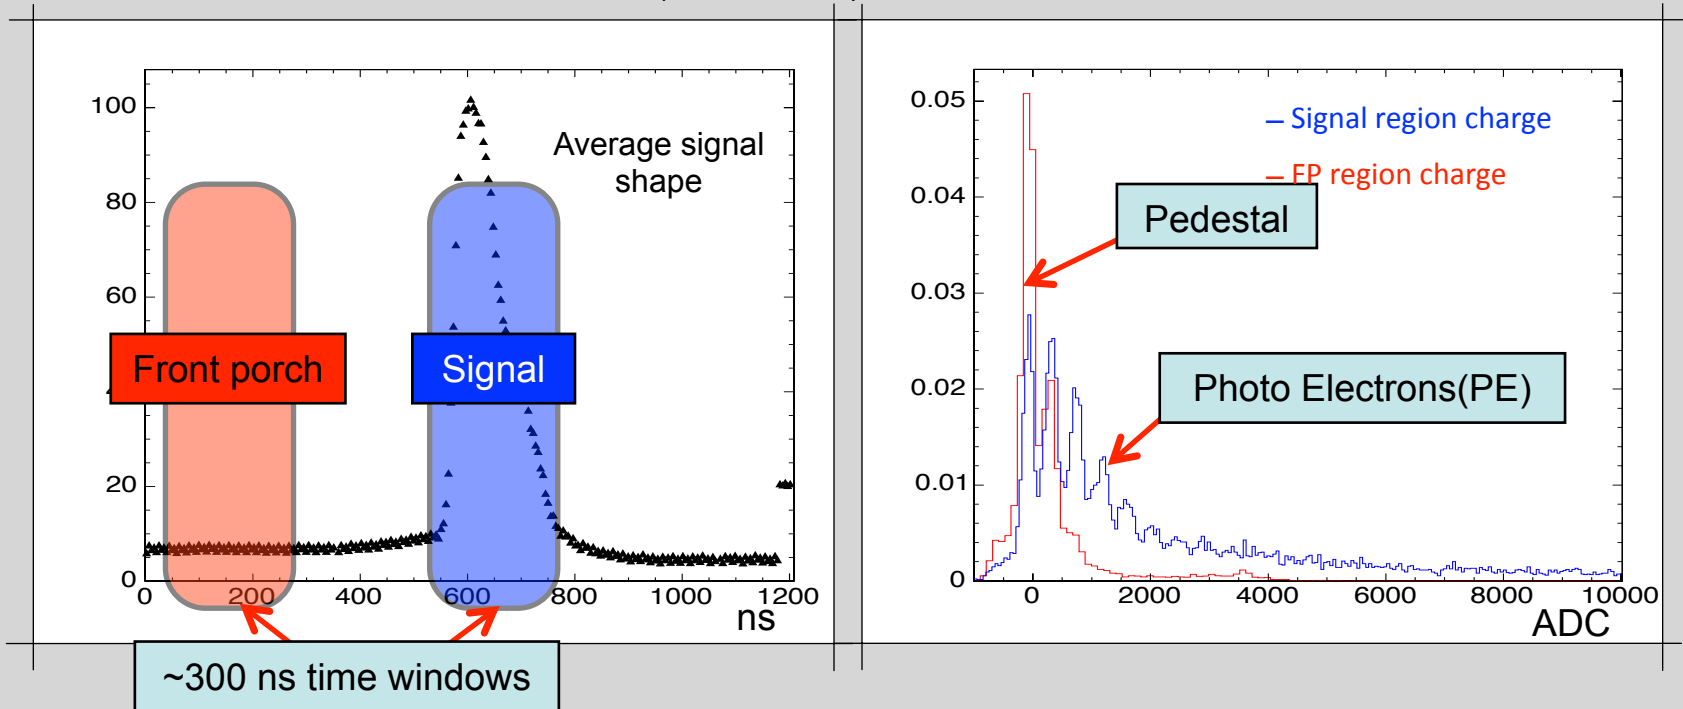 100
80
60
20
0
0
200
400
600
800
1000
1200
ns
Average signal
shape
Front porch
Signal
~300 ns time windows
0.05
0.04
0.03
0.02
0.01
0
0
2000
4000
6000
8000
10000
ADC
– Signal region charge
– FP region charge
Pedestal
Photo Electrons(PE)